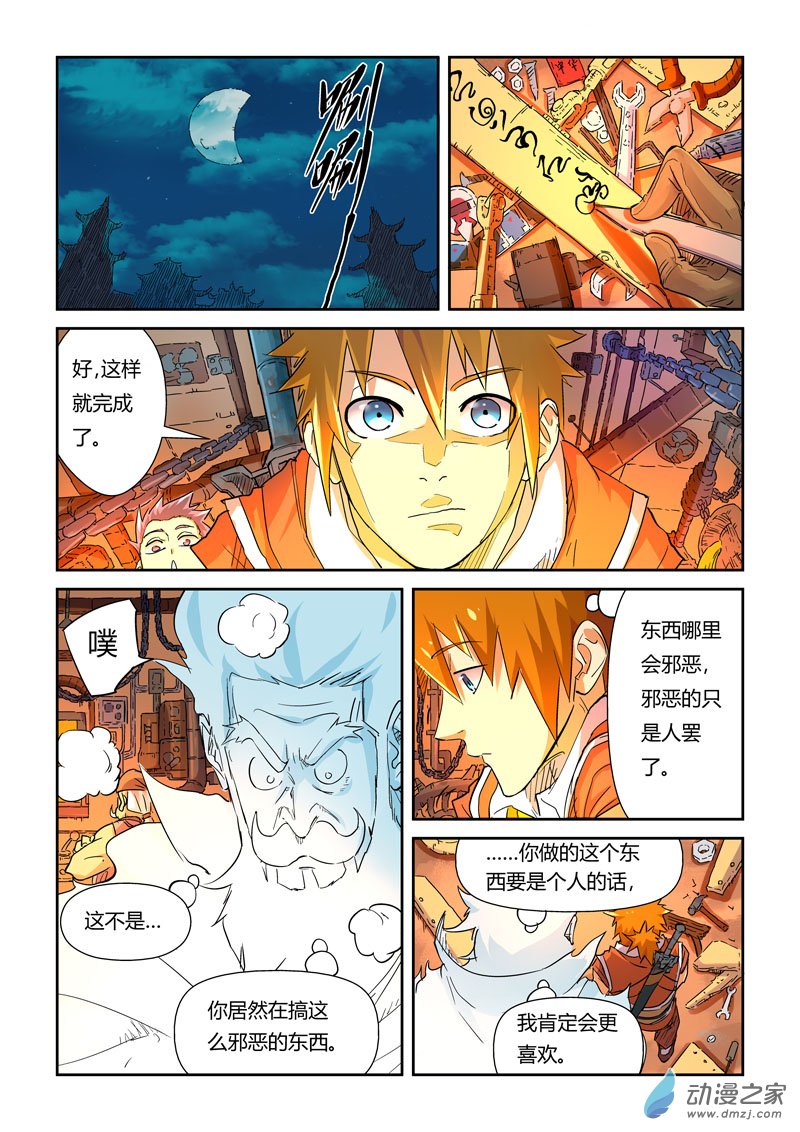 唰
唰
好，这样
就完成
了。
噗
这不是…
你居然在搞这
么邪恶的东西。
东西哪里
会邪恶，
邪恶的只
是人罢
了。
……你做的这个东
西要是个人的话，
我肯定会更
喜欢。
动漫之家
www.dmzj.com